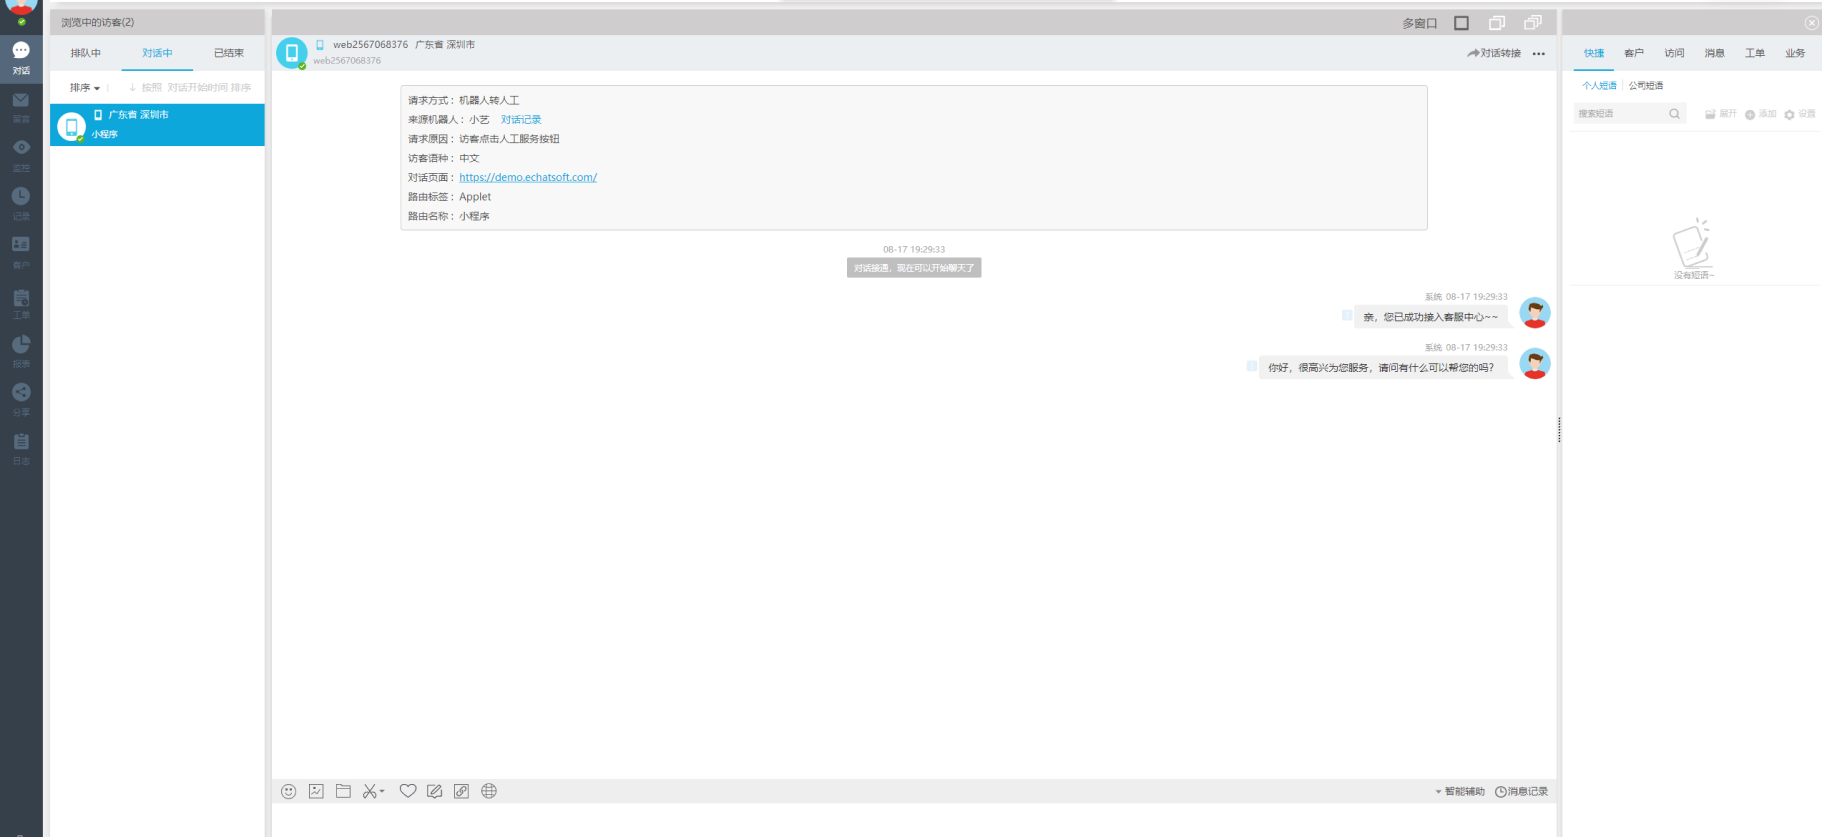 浏览中的访客(2)
排队中
对话中
已结束
排序
按照 对话开始时间 排序
广东省 深圳市
小程序
对话
留言
监控
记录
客户
工单
报表
分享
日志
多窗口
web2567068376 广东省 深圳市
web2567068376
对话转接
请求方式：机器人转人工
来源机器人：小艺 对话记录
请求原因：访客点击人工服务按钮
访客语种：中文
对话页面：https://demo.echatsoft.com/
路由标签：Applet
路由名称：小程序
08-17 19:29:33
对话接通，现在可以开始聊天了
系统 08-17 19:29:33
亲，您已成功接入客服中心~~
系统 08-17 19:29:33
你好，很高兴为您服务，请问有什么可以帮您的吗?
智能辅助
消息记录
快捷
客户
访问
消息
工单
业务
个人短语
公司短语
搜索短语
展开
添加
设置
没有短语~